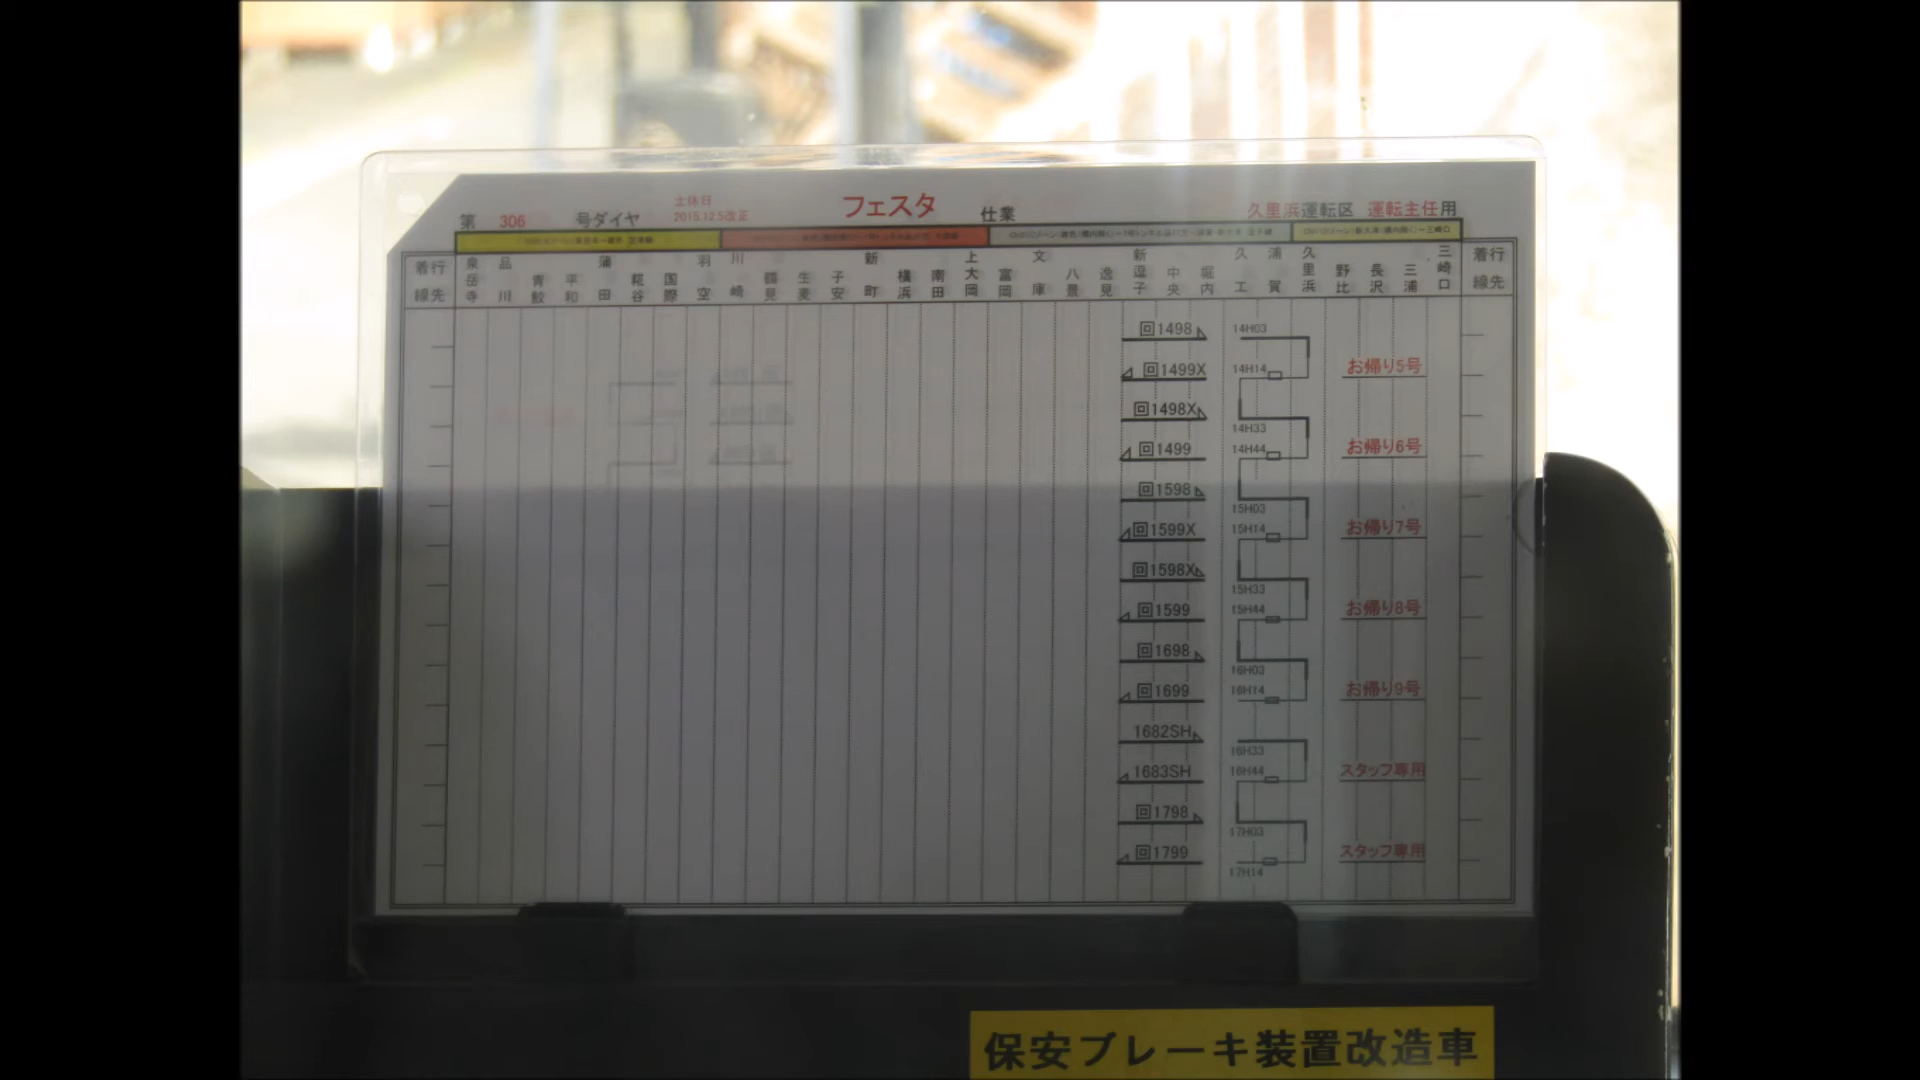 第 306 号ダイヤ 土休日 2015.12.5改正 フェスタ 仕業 久里浜運転区 運転主任用
着行線先 泉岳寺 品川 青鮫 平和 蒲田 糀谷 国際 羽空 川崎 鶴見 生麦 子安 新町 横浜 南田 上大岡 富岡 文庫 八景 逸見 新逗子 中央 堀内 久工 浦賀 久里浜 野比 長沢 三浦 三崎口 着行線先
回1498 14H03
回1499X 14H14 お帰り5号
回1498X 14H33
回1499 14H44 お帰り6号
回1598 15H03
回1599X 15H14 お帰り7号
回1598X 15H33
回1599 15H44 お帰り8号
回1698 16H03
回1699 16H14 お帰り9号
1682SH 16H33
1683SH 16H44 スタッフ専用
回1798 17H03
回1799 17H14 スタッフ専用
保安ブレーキ装置改造車